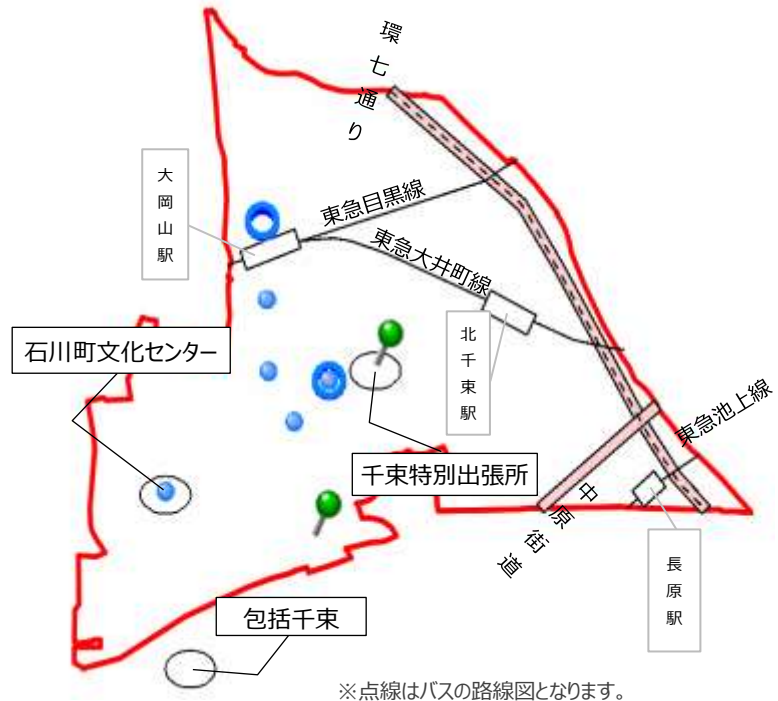 環七通り
大岡山駅
東急目黒線
東急大井町線
石川町文化センター
北千束駅
東急池上線
千束特別出張所
中原街道
長原駅
包括千束
※点線はバスの路線図となります。